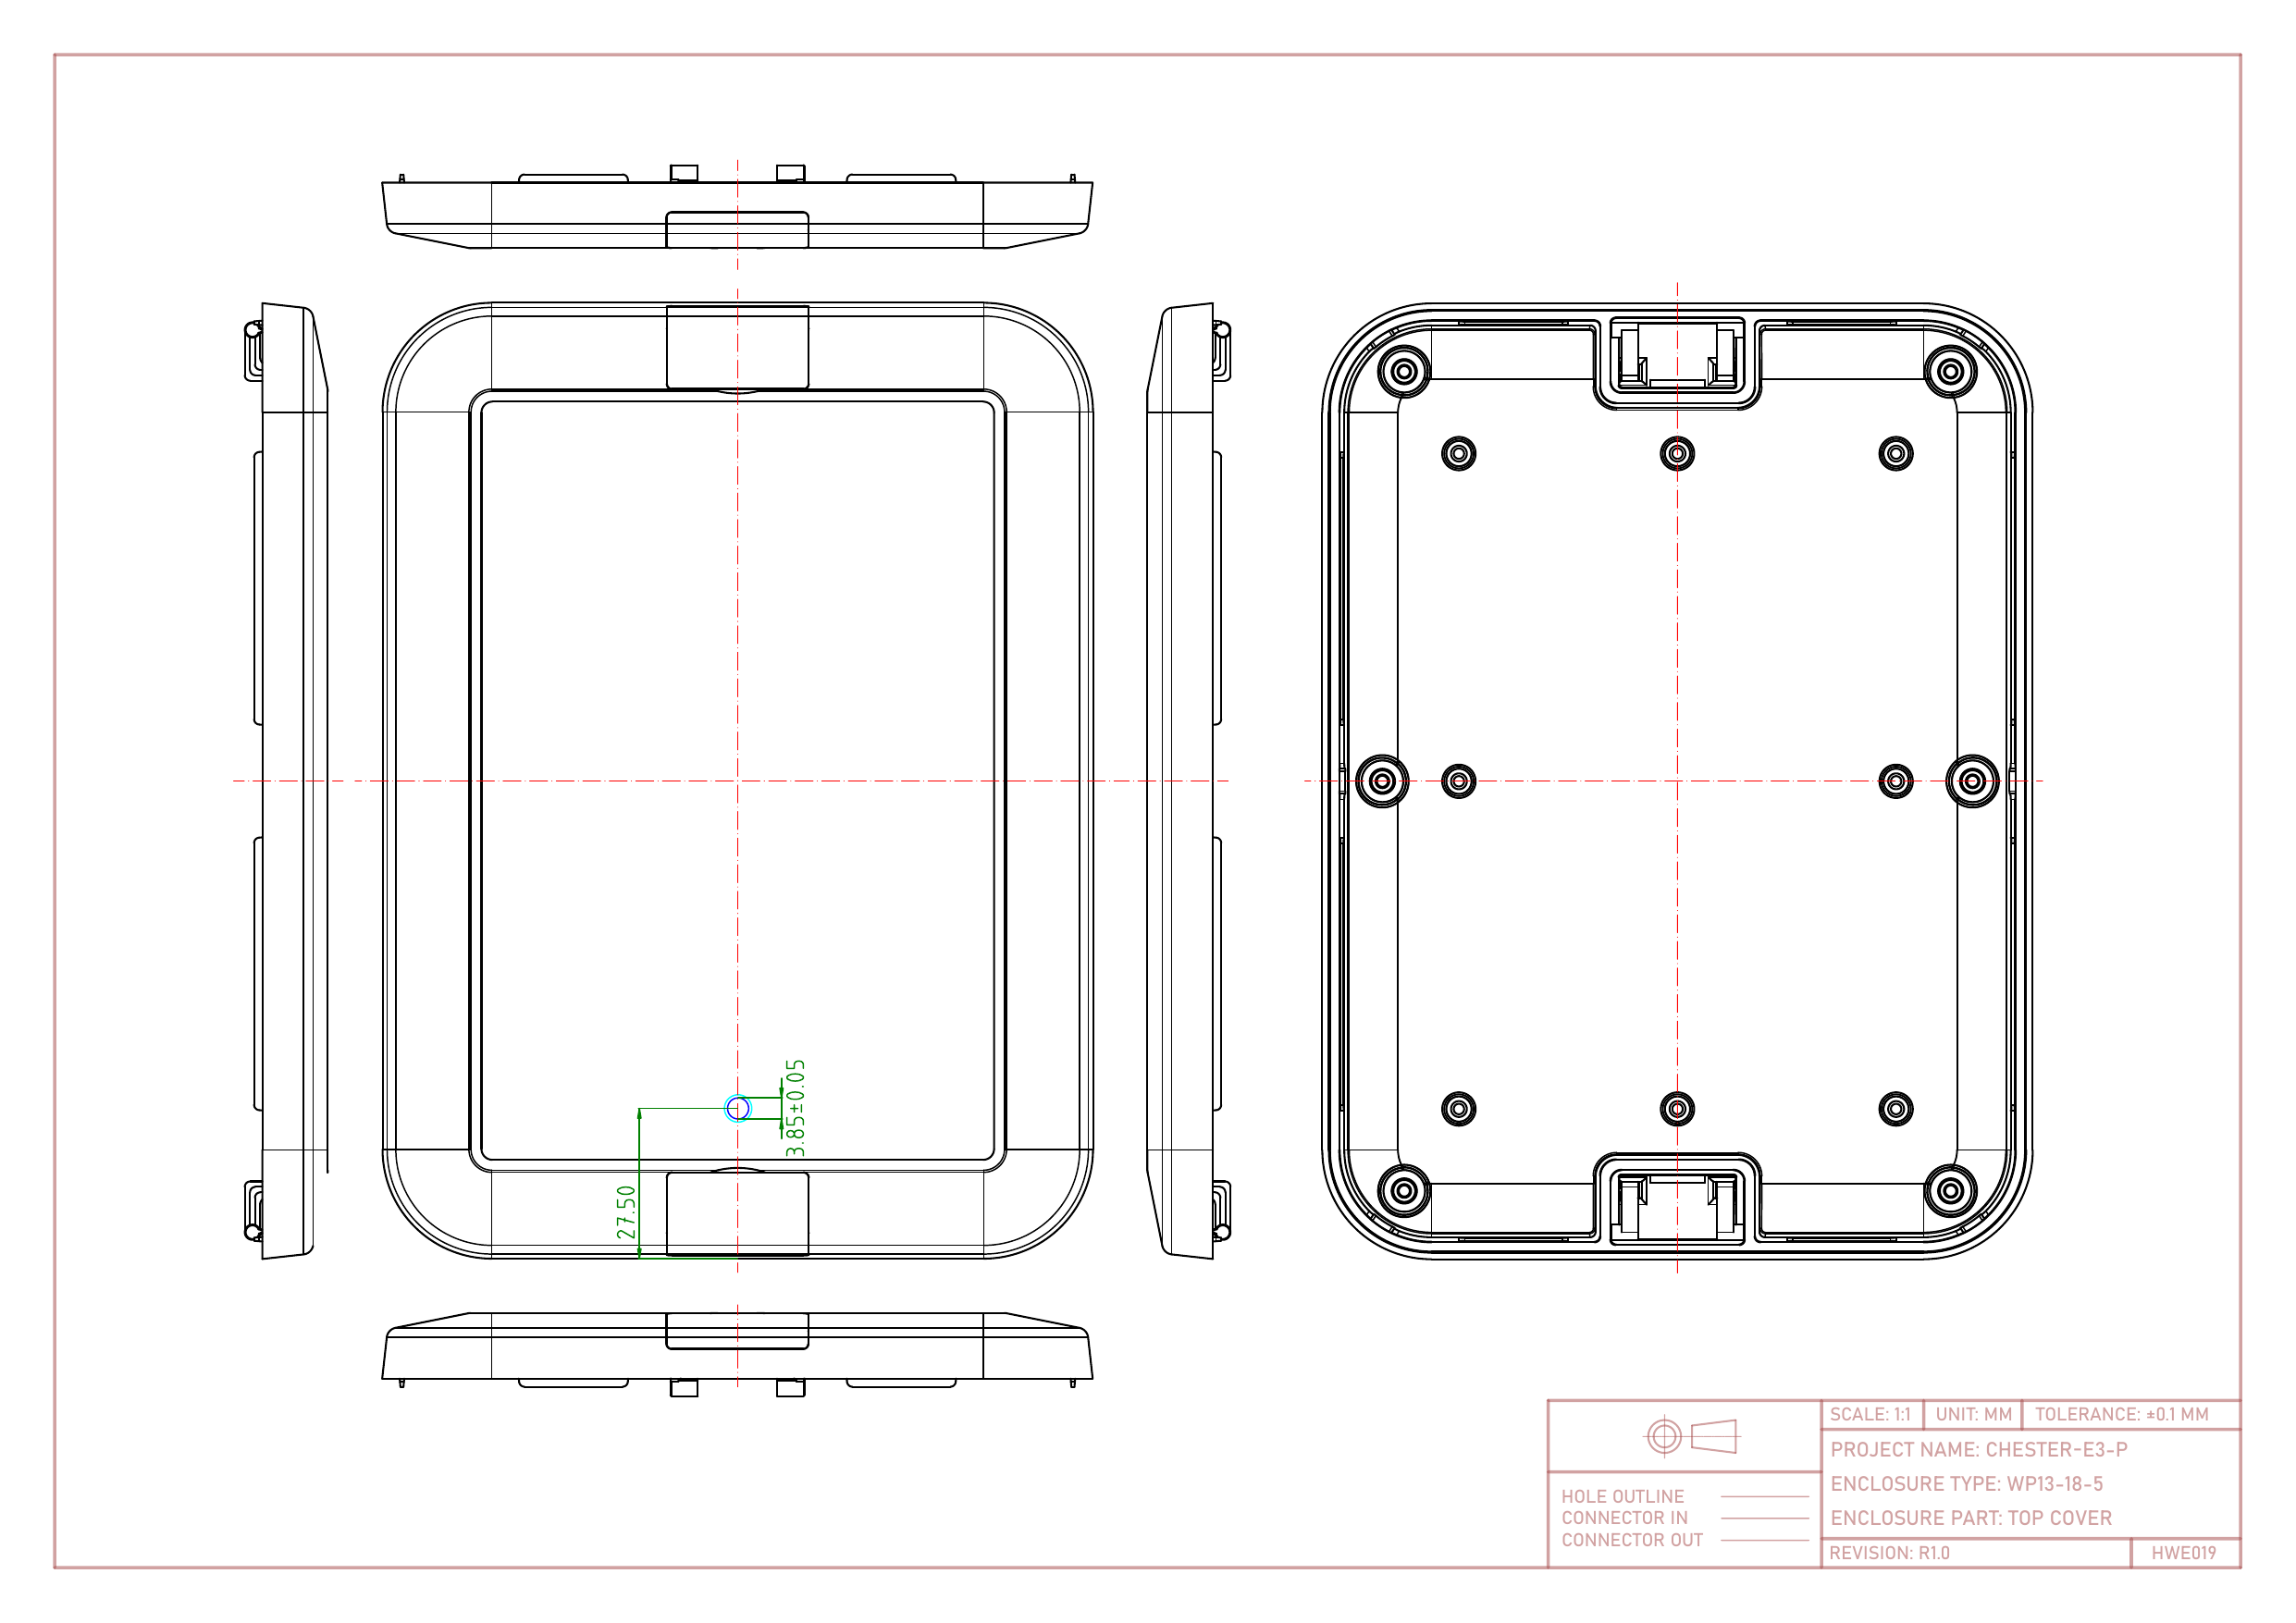 3.85±0.05
27.50
SCALE: 1:1 UNIT: MM TOLERANCE: ±0.1 MM
PROJECT NAME: CHESTER-E3-P
ENCLOSURE TYPE: WP13-18-5
ENCLOSURE PART: TOP COVER
HOLE OUTLINE
CONNECTOR IN
CONNECTOR OUT
REVISION: R1.0 HWE019